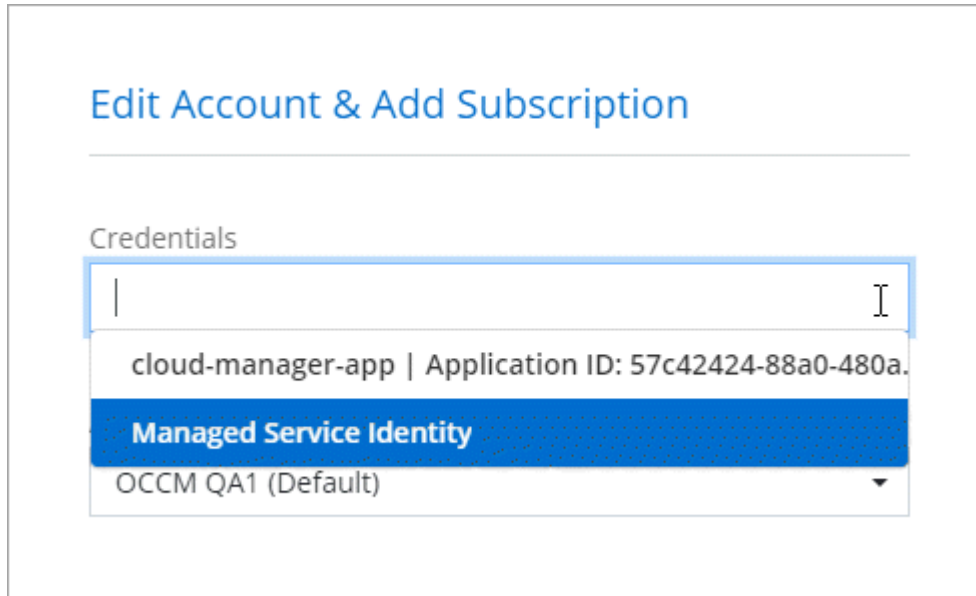 Edit Account & Add Subscription
Credentials
cloud-manager-app | Application ID: 57c42424-88a0-480a.
Managed Service Identity
OCCM QA1 (Default)